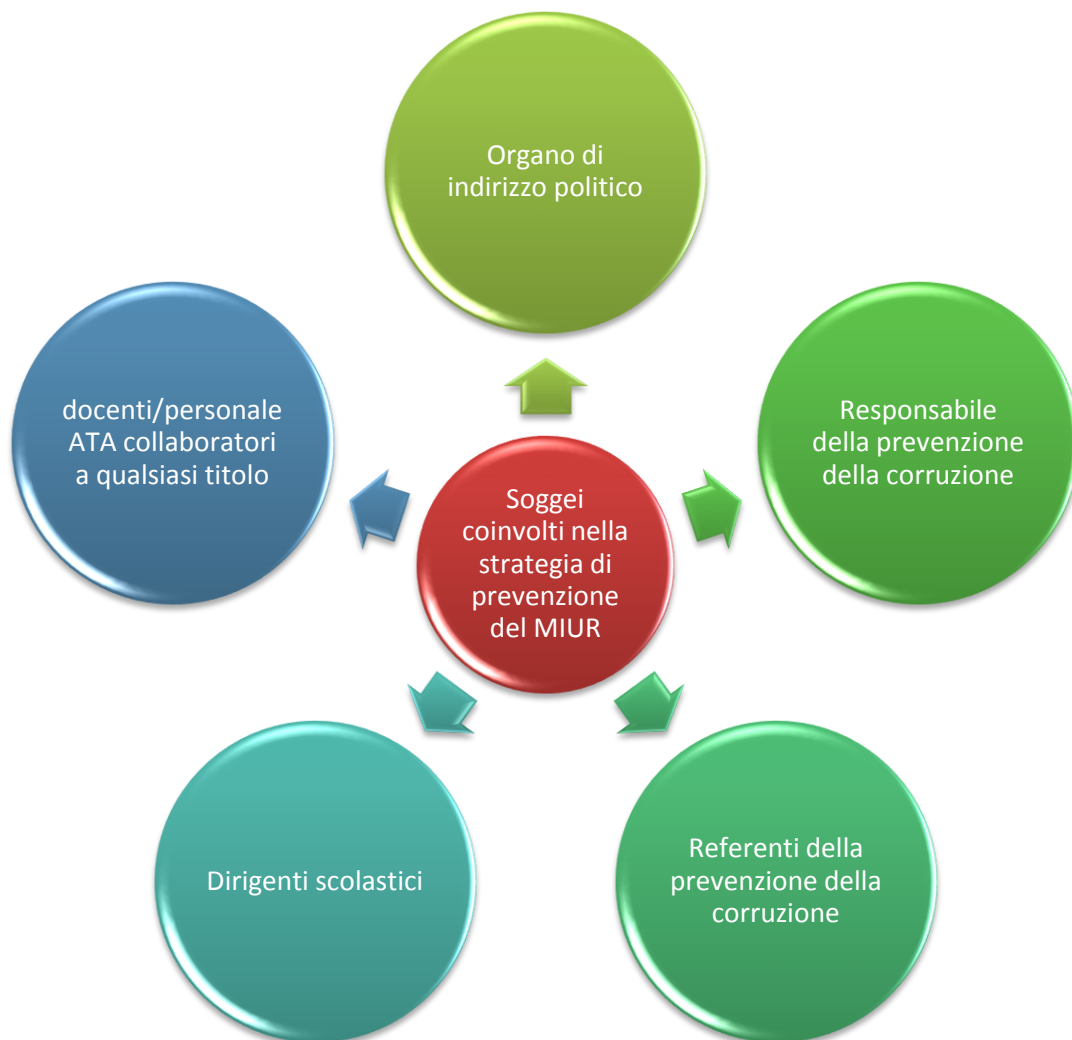 Organo di
indirizzo politico
docenti/personale
ATA collaboratori
a qualsiasi titolo
Responsabile
della prevenzione
della corruzione
Soggei
coinvolti nella
strategia di
prevenzione
del MIUR
Dirigenti scolastici
Referenti della
prevenzione della
corruzione